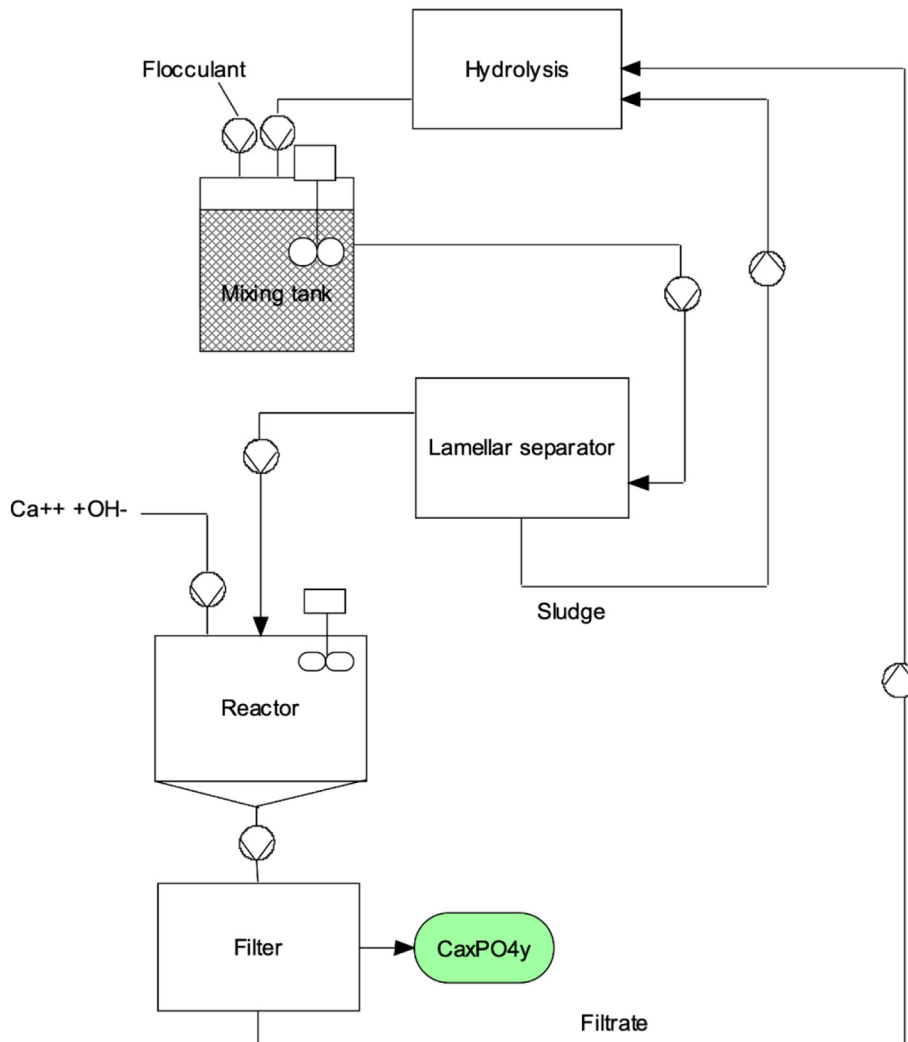 Hydrolysis
Flocculant
Mixing tank
Lamellar separator
Ca++ +OH-
Sludge
Reactor
Filter
CaxPO4y
Filtrate